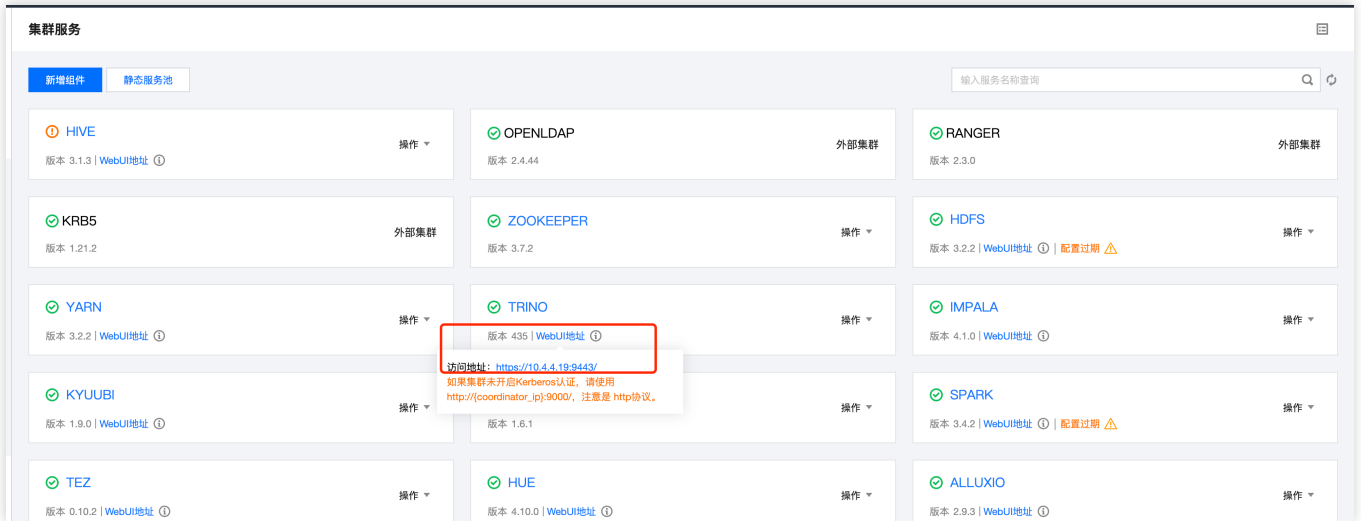 集群服务
新增组件 静态服务池 输入服务名称查询
HIVE
操作
版本 3.1.3 | WebUI地址
OPENLDAP
外部集群
版本 2.4.44
RANGER
外部集群
版本 2.3.0
KRB5
外部集群
版本 1.21.2
ZOOKEEPER
操作
版本 3.7.2
HDFS
操作
版本 3.2.2 | WebUI地址 | 配置过期
YARN
操作
版本 3.2.2 | WebUI地址
TRINO
操作
版本 435 | WebUI地址
访问地址：https://10.4.4.19:9443/
如果集群未开启Kerberos认证，请使用
http://{coordinator_ip}:9000/，注意是 http协议。
IMPALA
操作
版本 4.1.0 | WebUI地址
KYUUBI
操作
版本 1.9.0 | WebUI地址
操作
版本 1.6.1
SPARK
操作
版本 3.4.2 | WebUI地址 | 配置过期
TEZ
操作
版本 0.10.2 | WebUI地址
HUE
操作
版本 4.10.0 | WebUI地址
ALLUXIO
操作
版本 2.9.3 | WebUI地址